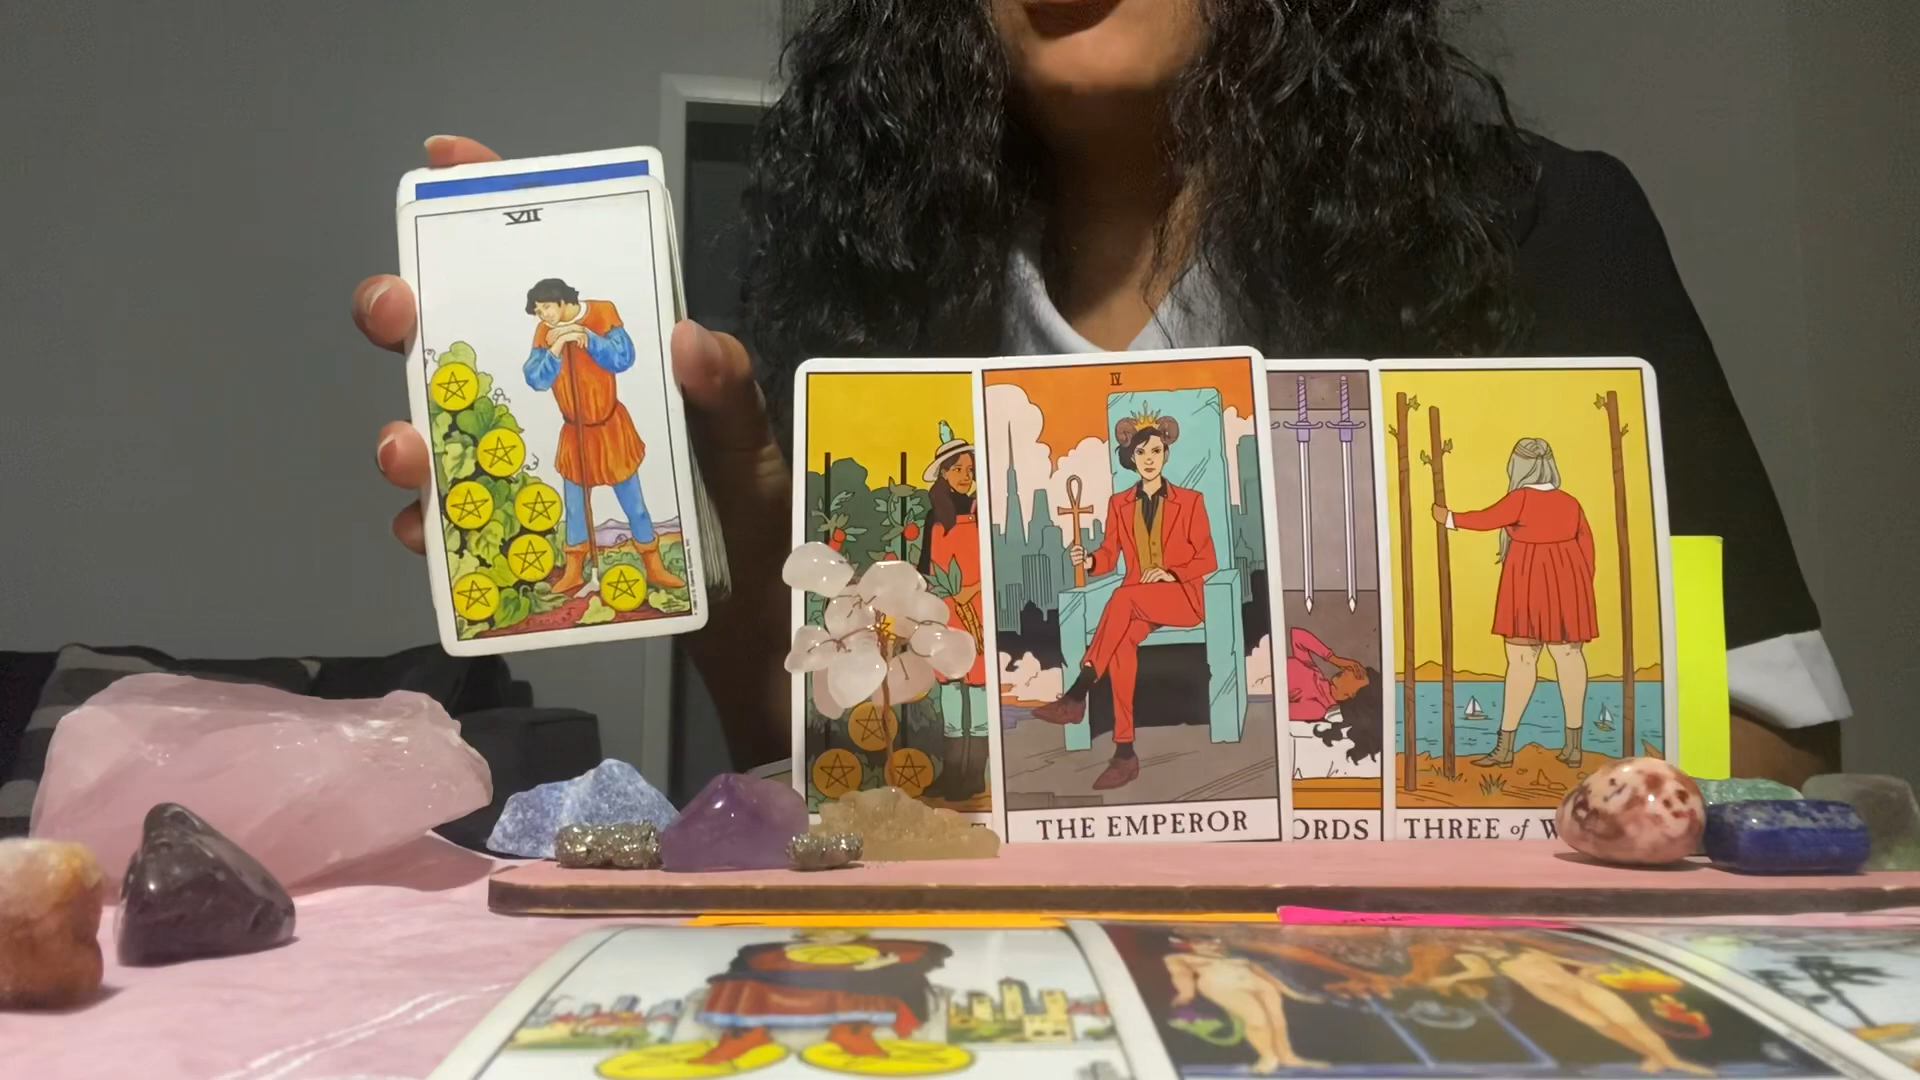 VII
IV
THE EMPEROR
ORDS
THREE of W